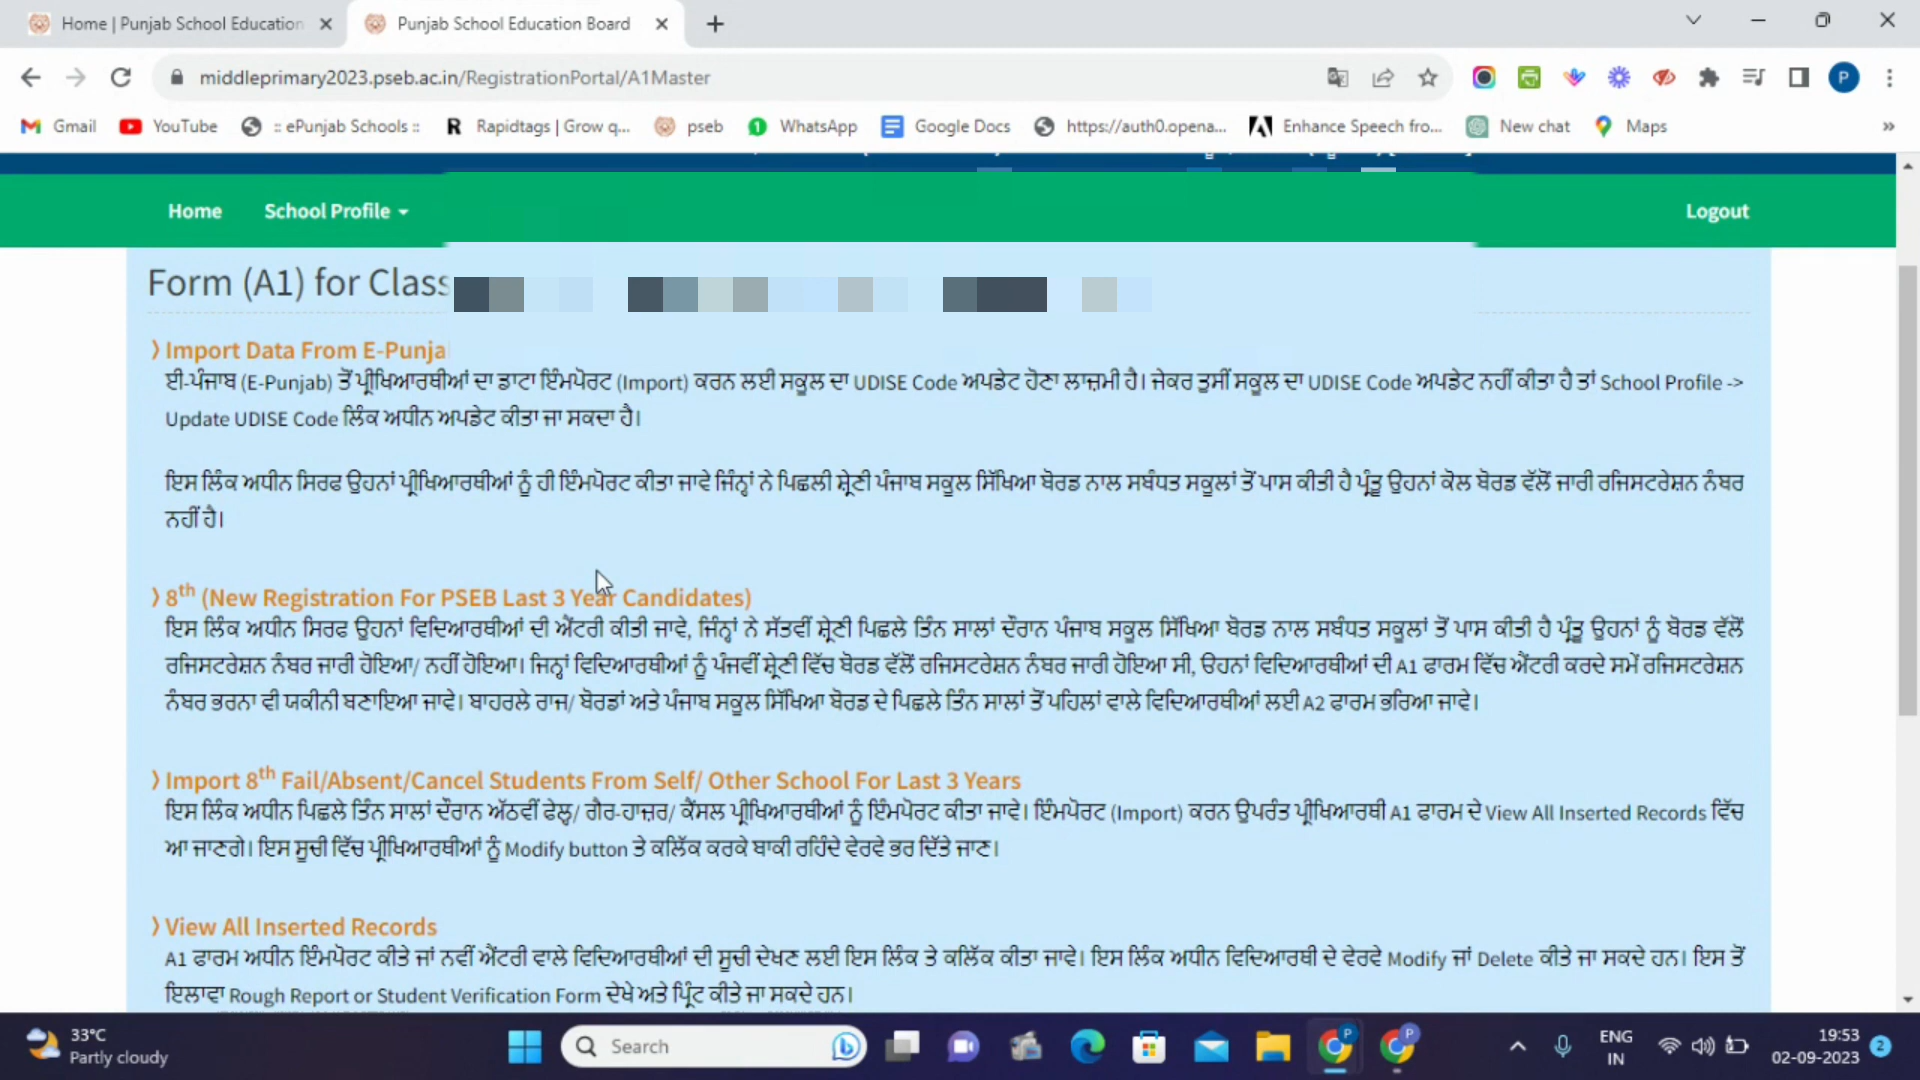 Home | Punjab School Education
Punjab School Education Board
middleprimary2023.pseb.ac.in/RegistrationPortal/A1Master
Gmail YouTube :: ePunjab Schools :: Rapidtags | Grow q... pseb WhatsApp Google Docs https://auth0.opena... Enhance Speech fro... New chat Maps »
Home School Profile Logout
Form (A1) for Class
Import Data From E-Punja
ਈ-ਪੰਜਾਬ (E-Punjab) ਤੋਂ ਪ੍ਰੀਖਿਆਰਥੀਆਂ ਦਾ ਡਾਟਾ ਇੰਮਪੋਰਟ (Import) ਕਰਨ ਲਈ ਸਕੂਲ ਦਾ UDISE Code ਅਪਡੇਟ ਹੋਣਾ ਲਾਜ਼ਮੀ ਹੈ। ਜੇਕਰ ਤੁਸੀਂ ਸਕੂਲ ਦਾ UDISE Code ਅਪਡੇਟ ਨਹੀਂ ਕੀਤਾ ਹੈ ਤਾਂ School Profile ->
Update UDISE Code ਲਿੰਕ ਅਧੀਨ ਅਪਡੇਟ ਕੀਤਾ ਜਾ ਸਕਦਾ ਹੈ।
ਇਸ ਲਿੰਕ ਅਧੀਨ ਸਿਰਫ ਉਹਨਾਂ ਪ੍ਰੀਖਿਆਰਥੀਆਂ ਨੂੰ ਹੀ ਇੰਮਪੋਰਟ ਕੀਤਾ ਜਾਵੇ ਜਿੰਨ੍ਹਾਂ ਨੇ ਪਿਛਲੀ ਸ਼੍ਰੇਣੀ ਪੰਜਾਬ ਸਕੂਲ ਸਿੱਖਿਆ ਬੋਰਡ ਨਾਲ ਸਬੰਧਤ ਸਕੂਲਾਂ ਤੋਂ ਪਾਸ ਕੀਤੀ ਹੈ ਪ੍ਰੰਤੂ ਉਹਨਾਂ ਕੋਲ ਬੋਰਡ ਵੱਲੋਂ ਜਾਰੀ ਰਜਿਸਟਰੇਸ਼ਨ ਨੰਬਰ
ਨਹੀਂ ਹੈ।
8th (New Registration For PSEB Last 3 Year Candidates)
ਇਸ ਲਿੰਕ ਅਧੀਨ ਸਿਰਫ ਉਹਨਾਂ ਵਿਦਿਆਰਥੀਆਂ ਦੀ ਐਂਟਰੀ ਕੀਤੀ ਜਾਵੇ, ਜਿੰਨ੍ਹਾਂ ਨੇ ਸੱਤਵੀਂ ਸ਼੍ਰੇਣੀ ਪਿਛਲੇ ਤਿੰਨ ਸਾਲਾਂ ਦੌਰਾਨ ਪੰਜਾਬ ਸਕੂਲ ਸਿੱਖਿਆ ਬੋਰਡ ਨਾਲ ਸਬੰਧਤ ਸਕੂਲਾਂ ਤੋਂ ਪਾਸ ਕੀਤੀ ਹੈ ਪ੍ਰੰਤੂ ਉਹਨਾਂ ਨੂੰ ਬੋਰਡ ਵੱਲੋਂ
ਰਜਿਸਟਰੇਸ਼ਨ ਨੰਬਰ ਜਾਰੀ ਹੋਇਆ/ ਨਹੀਂ ਹੋਇਆ। ਜਿਨ੍ਹਾਂ ਵਿਦਿਆਰਥੀਆਂ ਨੂੰ ਪੰਜਵੀਂ ਸ਼੍ਰੇਣੀ ਵਿੱਚ ਬੋਰਡ ਵੱਲੋਂ ਰਜਿਸਟਰੇਸ਼ਨ ਨੰਬਰ ਜਾਰੀ ਹੋਇਆ ਸੀ, ਉਹਨਾਂ ਵਿਦਿਆਰਥੀਆਂ ਦੀ A1 ਫਾਰਮ ਵਿੱਚ ਐਂਟਰੀ ਕਰਦੇ ਸਮੇਂ ਰਜਿਸਟਰੇਸ਼ਨ
ਨੰਬਰ ਭਰਨਾ ਵੀ ਯਕੀਨੀ ਬਣਾਇਆ ਜਾਵੇ। ਬਾਹਰਲੇ ਰਾਜ/ ਬੋਰਡਾਂ ਅਤੇ ਪੰਜਾਬ ਸਕੂਲ ਸਿੱਖਿਆ ਬੋਰਡ ਦੇ ਪਿਛਲੇ ਤਿੰਨ ਸਾਲਾਂ ਤੋਂ ਪਹਿਲਾਂ ਵਾਲੇ ਵਿਦਿਆਰਥੀਆਂ ਲਈ A2 ਫਾਰਮ ਭਰਿਆ ਜਾਵੇ।
Import 8th Fail/Absent/Cancel Students From Self/ Other School For Last 3 Years
ਇਸ ਲਿੰਕ ਅਧੀਨ ਪਿਛਲੇ ਤਿੰਨ ਸਾਲਾਂ ਦੌਰਾਨ ਅੱਠਵੀਂ ਫੇਲ੍ਹ/ ਗੈਰ-ਹਾਜ਼ਰ/ ਕੈਂਸਲ ਪ੍ਰੀਖਿਆਰਥੀਆਂ ਨੂੰ ਇੰਮਪੋਰਟ ਕੀਤਾ ਜਾਵੇ। ਇੰਮਪੋਰਟ (Import) ਕਰਨ ਉਪਰੰਤ ਪ੍ਰੀਖਿਆਰਥੀ A1 ਫਾਰਮ ਦੇ View All Inserted Records ਵਿੱਚ
ਆ ਜਾਣਗੇ। ਇਸ ਸੂਚੀ ਵਿੱਚ ਪ੍ਰੀਖਿਆਰਥੀਆਂ ਨੂੰ Modify button ਤੇ ਕਲਿੱਕ ਕਰਕੇ ਬਾਕੀ ਰਹਿੰਦੇ ਵੇਰਵੇ ਭਰ ਦਿੱਤੇ ਜਾਣ।
View All Inserted Records
A1 ਫਾਰਮ ਅਧੀਨ ਇੰਮਪੋਰਟ ਕੀਤੇ ਜਾਂ ਨਵੀਂ ਐਂਟਰੀ ਵਾਲੇ ਵਿਦਿਆਰਥੀਆਂ ਦੀ ਸੂਚੀ ਦੇਖਣ ਲਈ ਇਸ ਲਿੰਕ ਤੇ ਕਲਿੱਕ ਕੀਤਾ ਜਾਵੇ। ਇਸ ਲਿੰਕ ਅਧੀਨ ਵਿਦਿਆਰਥੀ ਦੇ ਵੇਰਵੇ Modify ਜਾਂ Delete ਕੀਤੇ ਜਾ ਸਕਦੇ ਹਨ। ਇਸ ਤੋਂ
ਇਲਾਵਾ Rough Report or Student Verification Form ਦੇਖੇ ਅਤੇ ਪ੍ਰਿੰਟ ਕੀਤੇ ਜਾ ਸਕਦੇ ਹਨ।
33°C
Partly cloudy
Search
ENG
IN
19:53
02-09-2023
2